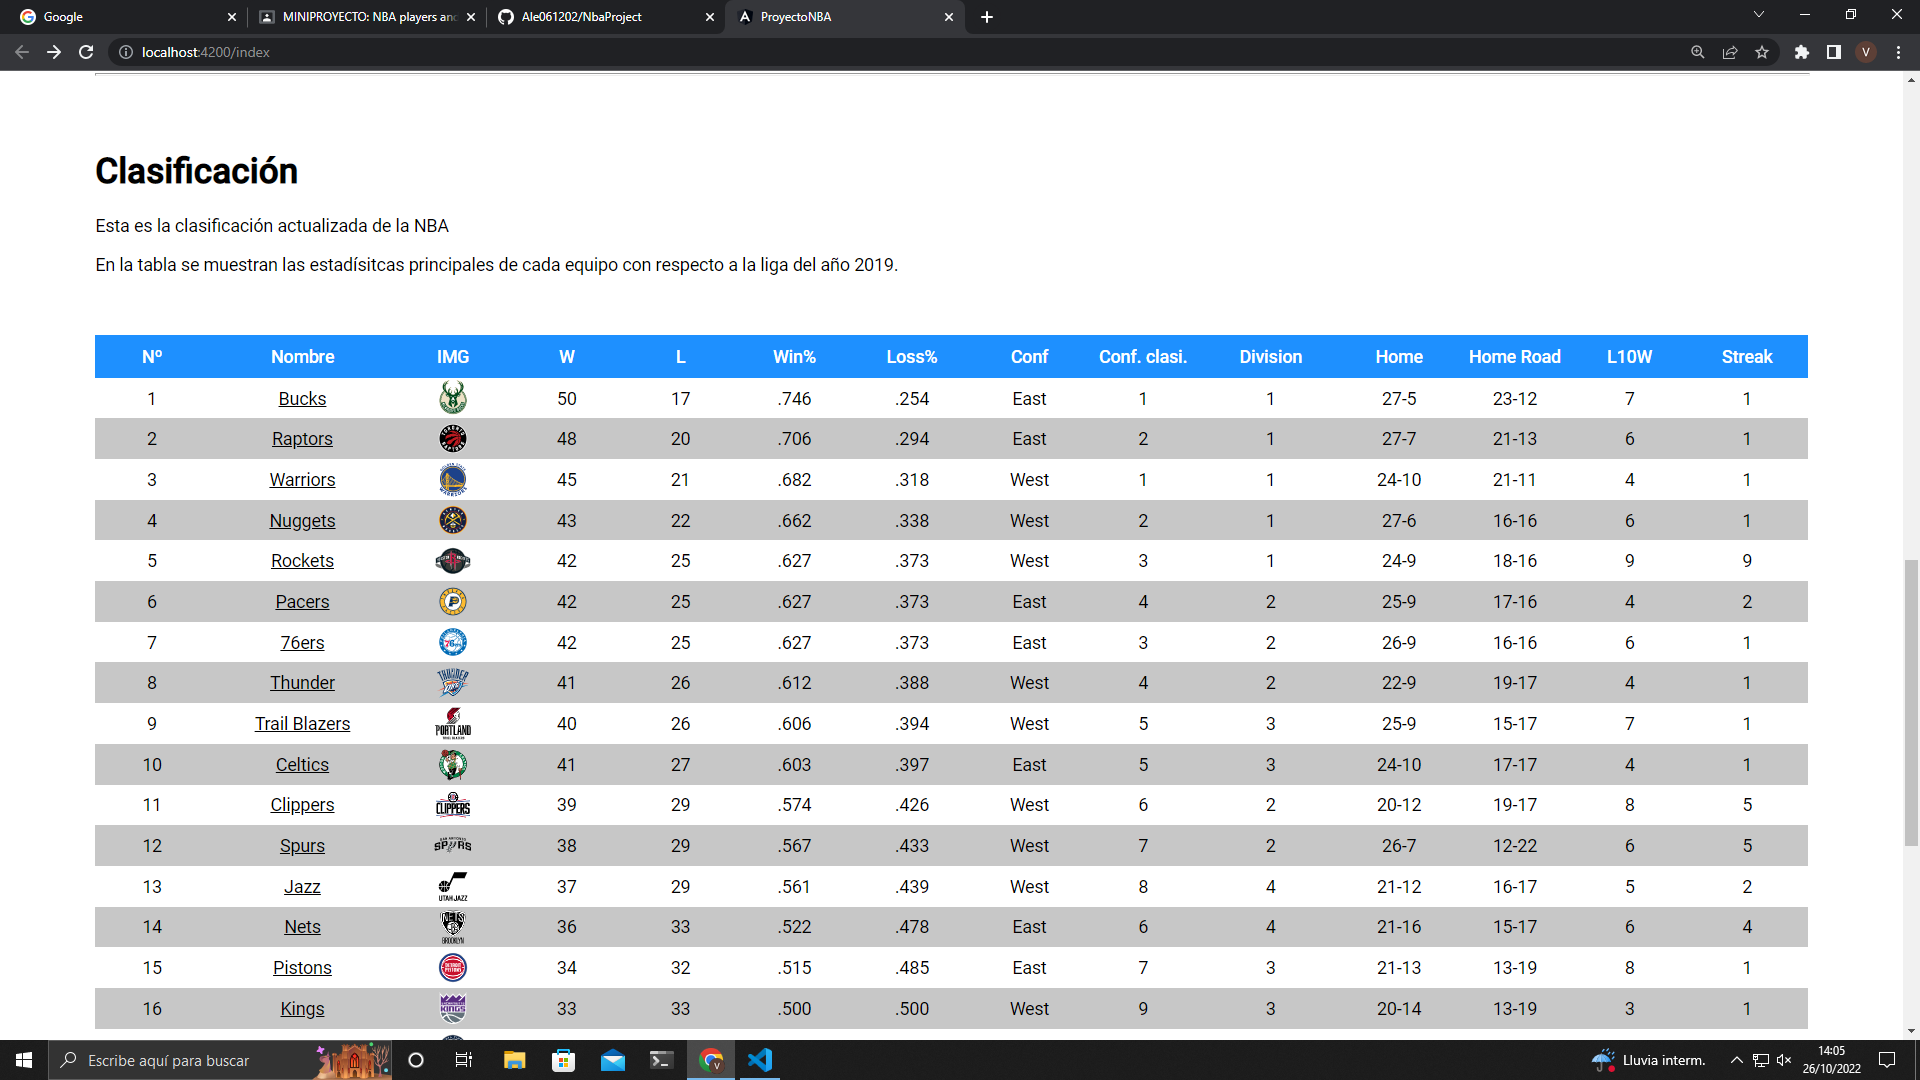 Google
MINIPROYECTO: NBA players and
Ale061202/NbaProject
ProyectoNBA
localhost:4200/index
V
Clasificación
Esta es la clasificación actualizada de la NBA
En la tabla se muestran las estadísitcas principales de cada equipo con respecto a la liga del año 2019.
Nº Nombre IMG W L Win% Loss% Conf Conf. clasi. Division Home Home Road L10W Streak
1 Bucks 50 17 .746 .254 East 1 1 27-5 23-12 7 1
2 Raptors 48 20 .706 .294 East 2 1 27-7 21-13 6 1
3 Warriors 45 21 .682 .318 West 1 1 24-10 21-11 4 1
4 Nuggets 43 22 .662 .338 West 2 1 27-6 16-16 6 1
5 Rockets 42 25 .627 .373 West 3 1 24-9 18-16 9 9
6 Pacers 42 25 .627 .373 East 4 2 25-9 17-16 4 2
7 76ers 42 25 .627 .373 East 3 2 26-9 16-16 6 1
8 Thunder 41 26 .612 .388 West 4 2 22-9 19-17 4 1
9 Trail Blazers PORTLAND 40 26 .606 .394 West 5 3 25-9 15-17 7 1
10 Celtics 41 27 .603 .397 East 5 3 24-10 17-17 4 1
11 Clippers CLIPPERS 39 29 .574 .426 West 6 2 20-12 19-17 8 5
12 Spurs SPURS 38 29 .567 .433 West 7 2 26-7 12-22 6 5
13 Jazz UTAH JAZZ 37 29 .561 .439 West 8 4 21-12 16-17 5 2
14 Nets NETS BROOKLYN 36 33 .522 .478 East 6 4 21-16 15-17 6 4
15 Pistons 34 32 .515 .485 East 7 3 21-13 13-19 8 1
16 Kings KINGS 33 33 .500 .500 West 9 3 20-14 13-19 3 1
Escribe aquí para buscar
V
Lluvia interm.
14:05
26/10/2022